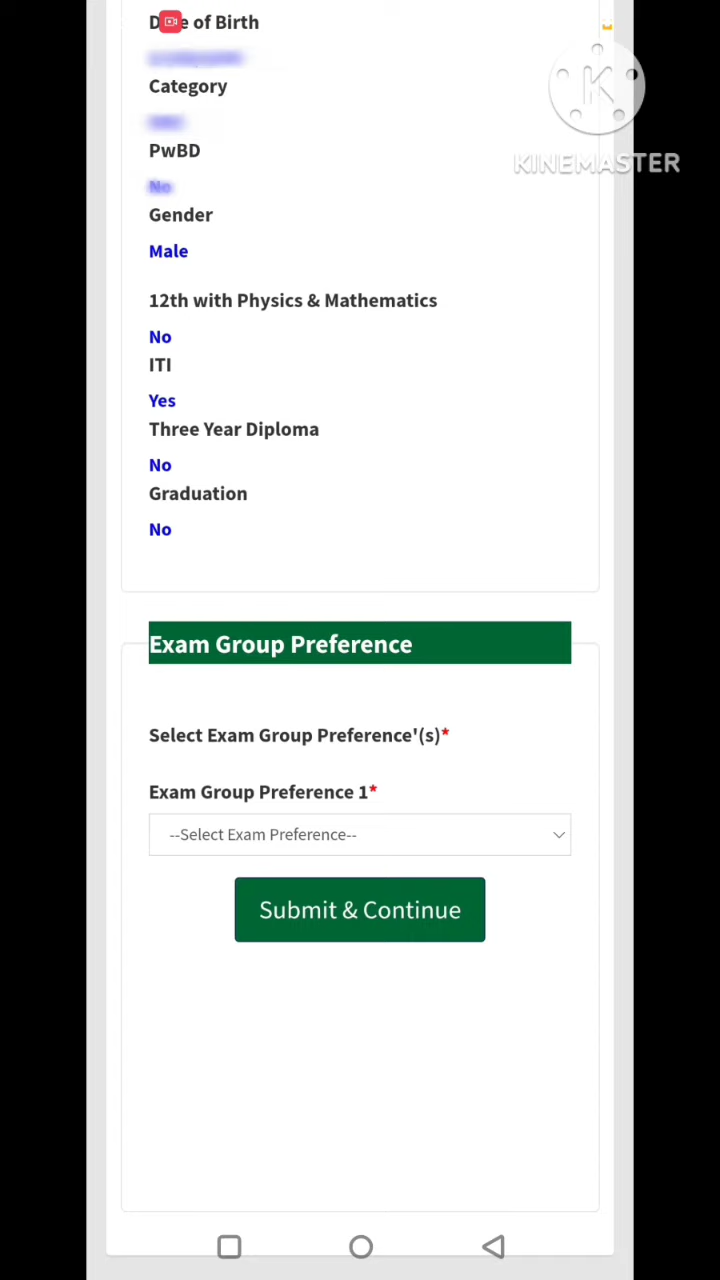 of Birth
Category
PwBD
No
Gender
Male
12th with Physics & Mathematics
No
ITI
Yes
Three Year Diploma
No
Graduation
No
Exam Group Preference
Select Exam Group Preference'(s)*
Exam Group Preference 1*
--Select Exam Preference--
Submit & Continue
K
KINEMASTER